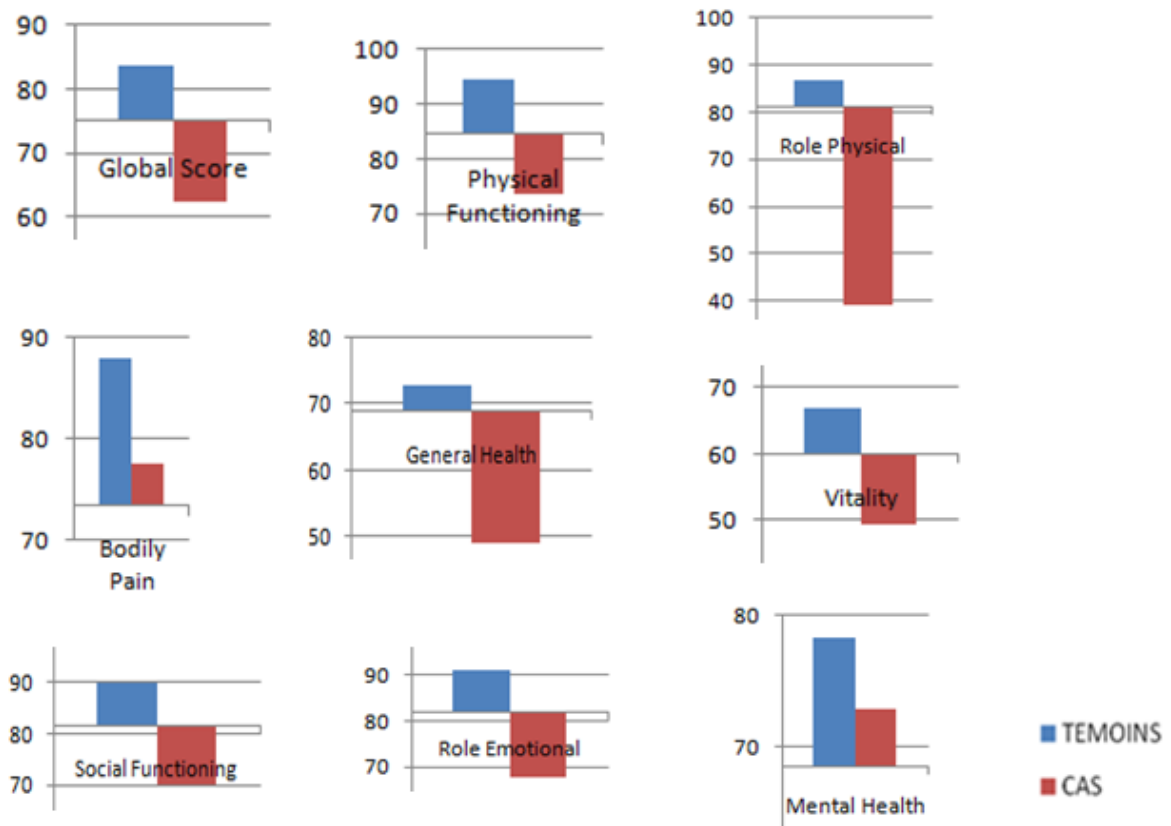 90
80
70
60
Global Score
100
90
80
70
Physical
Functioning
100
90
80
70
60
50
40
Role Physical
90
80
70
Bodily
Pain
80
70
60
50
General Health
70
60
50
Vitality
90
80
70
Social Functioning
90
80
70
Role Emotional
80
70
Mental Health
TEMOINS
CAS